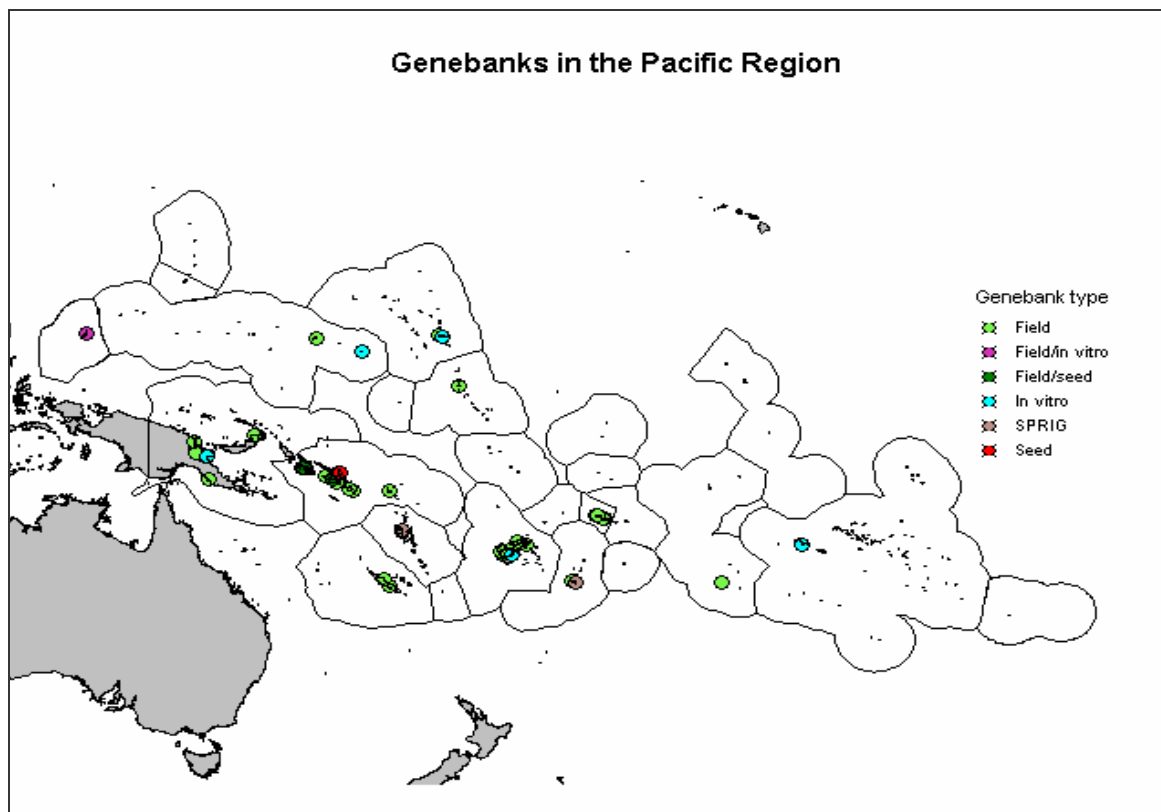 Genebanks in the Pacific Region
Genebank type
Field
Field/in vitro
Field/seed
In vitro
SPRIG
Seed